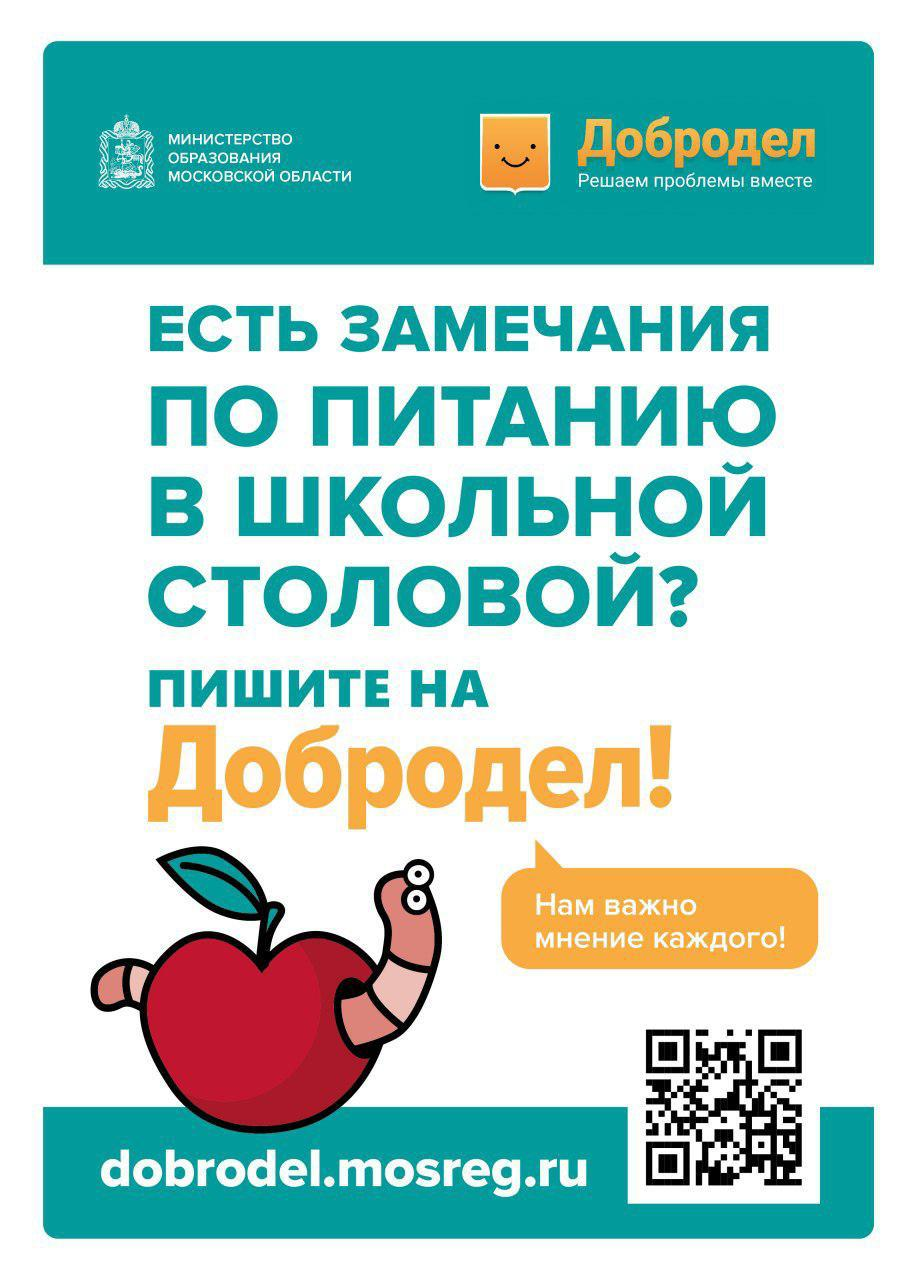 МИНИСТЕРСТВО
ОБРАЗОВАНИЯ
МОСКОВСКОЙ ОБЛАСТИ
Добродел
Решаем проблемы вместе
ЕСТЬ ЗАМЕЧАНИЯ
ПО ПИТАНИЮ
В ШКОЛЬНОЙ
СТОЛОВОЙ?
ПИШИТЕ НА
Добродел!
Нам важно
мнение каждого!
dobrodel.mosreg.ru